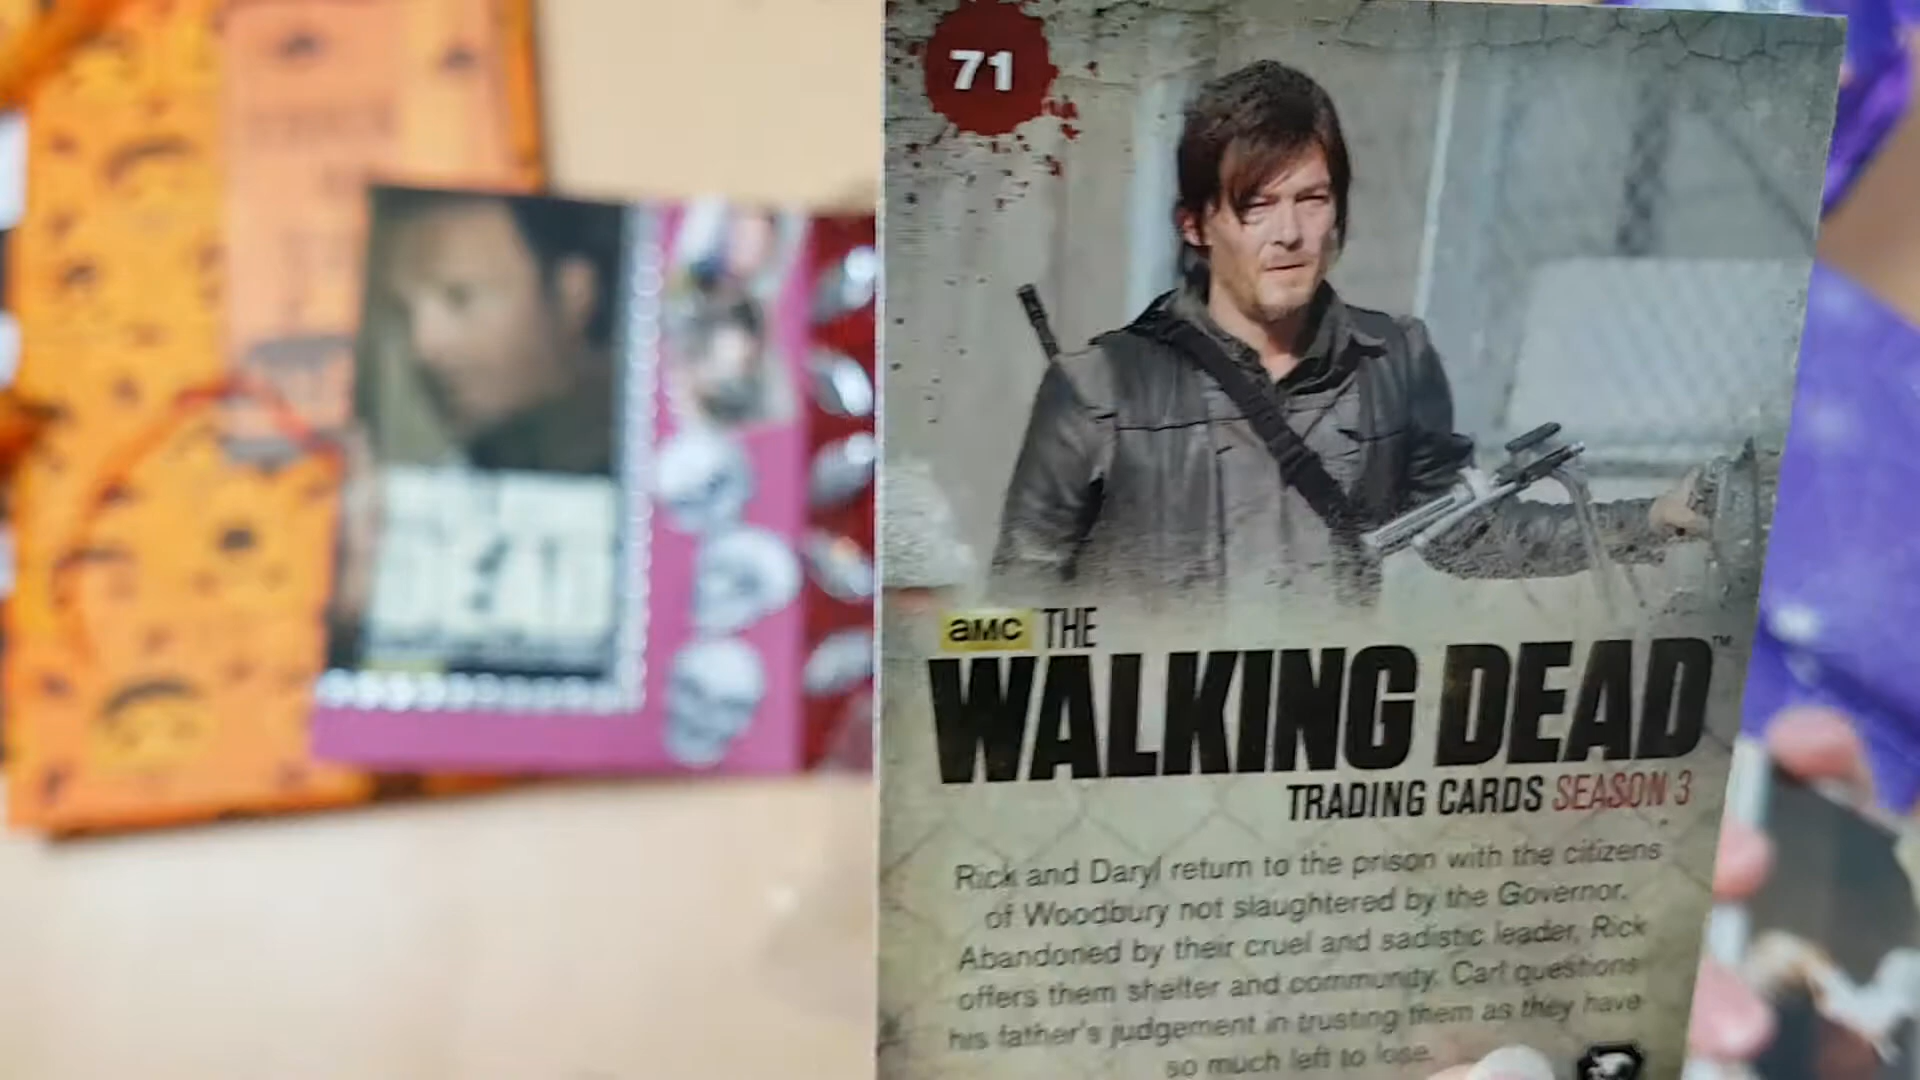 71
aMC THE
WALKING DEAD™
TRADING CARDS SEASON 3
Rick and Daryl return to the prison with the citizens
of Woodbury not slaughtered by the Governor.
Abandoned by their cruel and sadistic leader, Rick
offers them shelter and community. Carl questions
his father's judgement in trusting them as they have
so much left to lose.